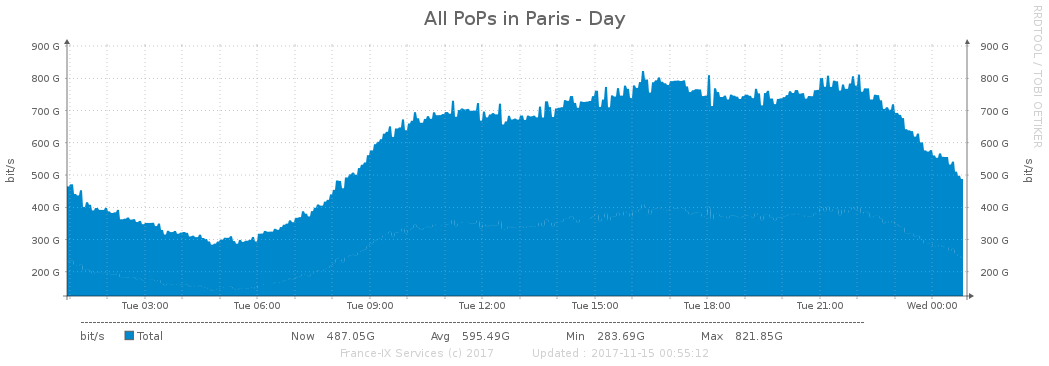 All PoPs in Paris - Day
RRDTOOL / TOBI OETIKER
bit/s
900 G
800 G
700 G
600 G
500 G
400 G
300 G
200 G
900 G
800 G
700 G
600 G
500 G
400 G
300 G
200 G
bit/s
Tue 03:00 Tue 06:00 Tue 09:00 Tue 12:00 Tue 15:00 Tue 18:00 Tue 21:00 Wed 00:00
bit/s Total Now 487.05G Avg 595.49G Min 283.69G Max 821.85G
France-IX Services (c) 2017 Updated : 2017-11-15 00:55:12